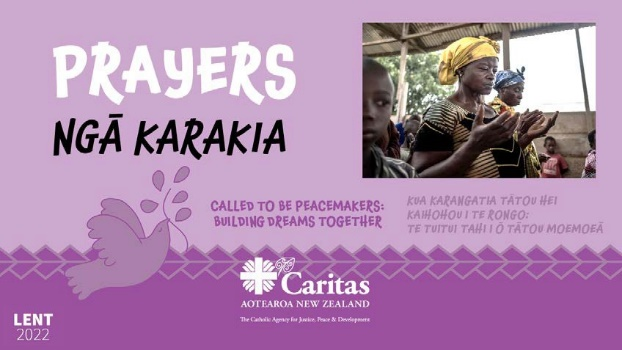 PRAYERS
NGĀ KARAKIA
CALLED TO BE PEACEMAKERS:
BUILDING DREAMS TOGETHER
KUA KARANGATIA TĀTOU HEI
KAIHOHOU I TE RONGO:
TE TUITUI TAHI I Ō TĀTOU MOEMOEĀ
Caritas
AOTEAROA NEW ZEALAND
The Catholic Agency for Justice, Peace & Development
LENT
2022